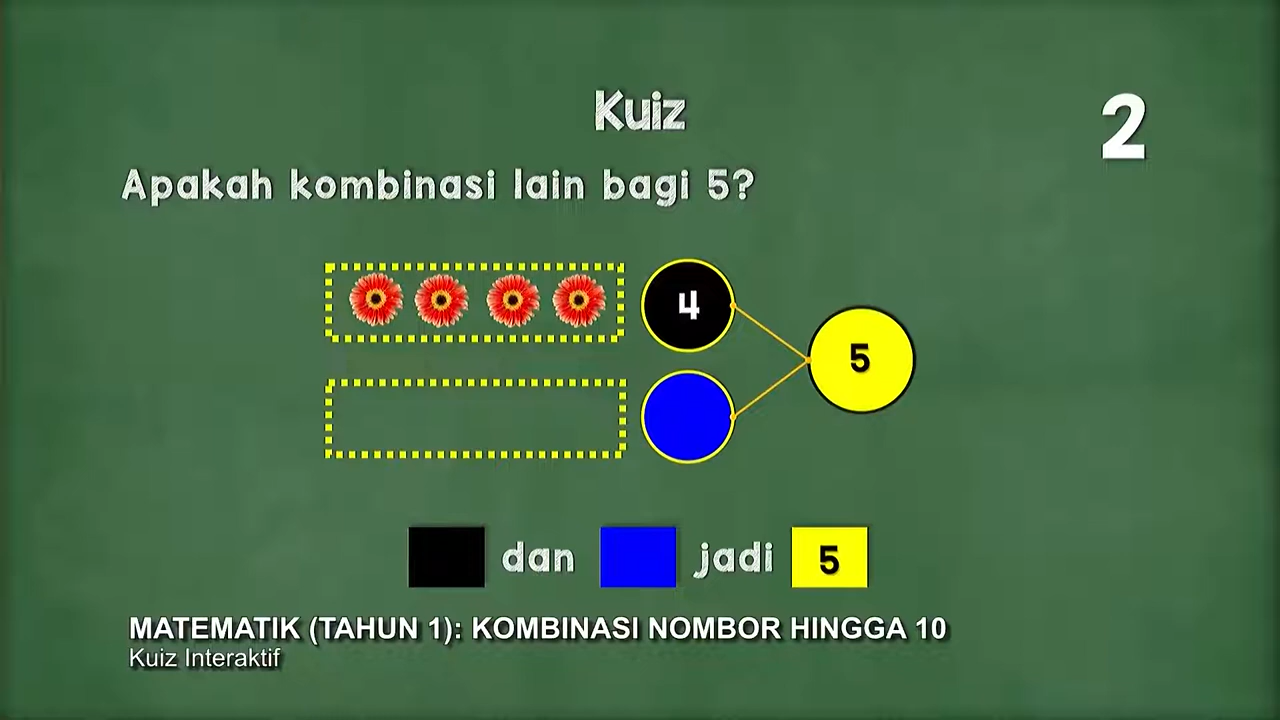 Kuiz
2
Apakah kombinasi lain bagi 5?
4
5
dan jadi 5
MATEMATIK (TAHUN 1): KOMBINASI NOMBOR HINGGA 10
Kuiz Interaktif